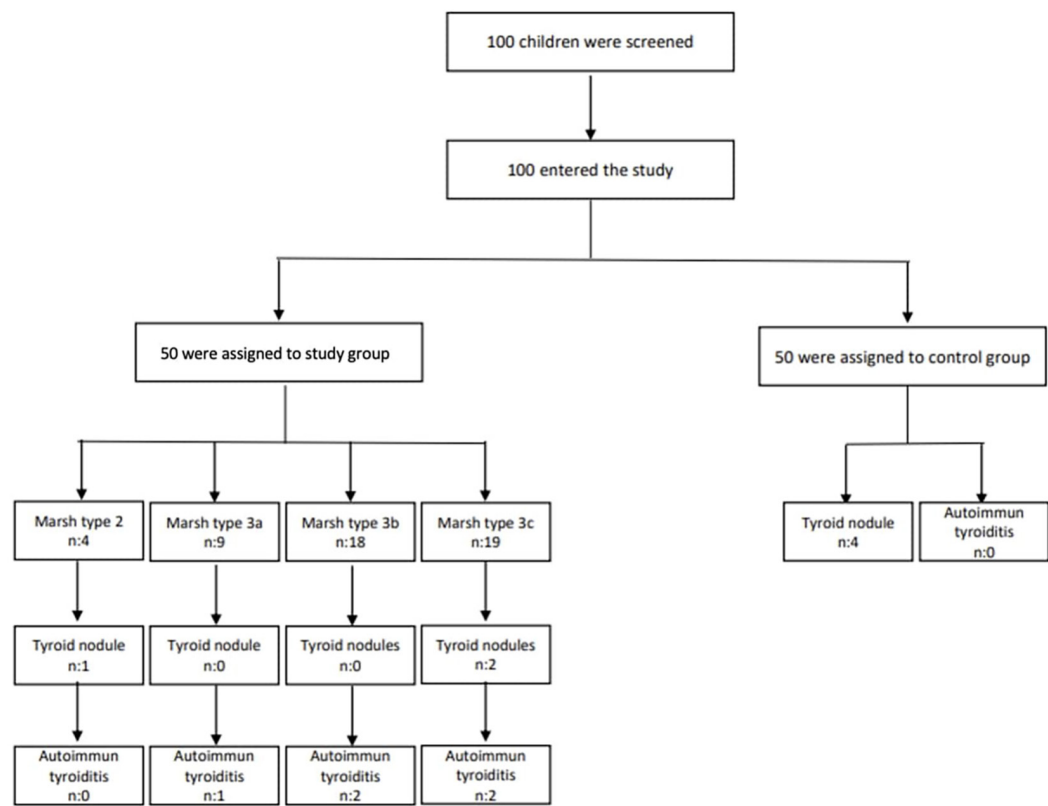 100 children were screened
100 entered the study
50 were assigned to study group
50 were assigned to control group
Marsh type 2
n:4
Marsh type 3a
n:9
Marsh type 3b
n:18
Marsh type 3c
n:19
Tyroid nodule
n:4
Autoimmun
tyroiditis
n:0
Tyroid nodule
n:1
Tyroid nodule
n:0
Tyroid nodules
n:0
Tyroid nodules
n:2
Autoimmun
tyroiditis
n:0
Autoimmun
tyroiditis
n:1
Autoimmun
tyroiditis
n:2
Autoimmun
tyroiditis
n:2